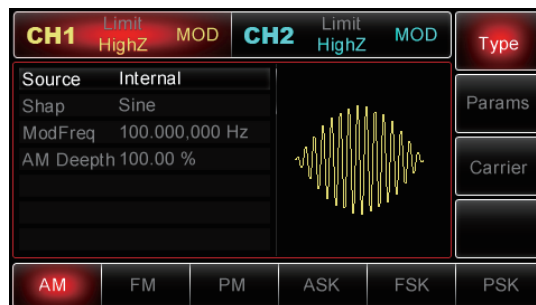 CH1 Limit HighZ MOD CH2 Limit HighZ MOD
Type
Source Internal
Shap Sine
Params
ModFreq 100.000,000 Hz
AM Deepth 100.00 %
Carrier
AM FM PM ASK FSK PSK